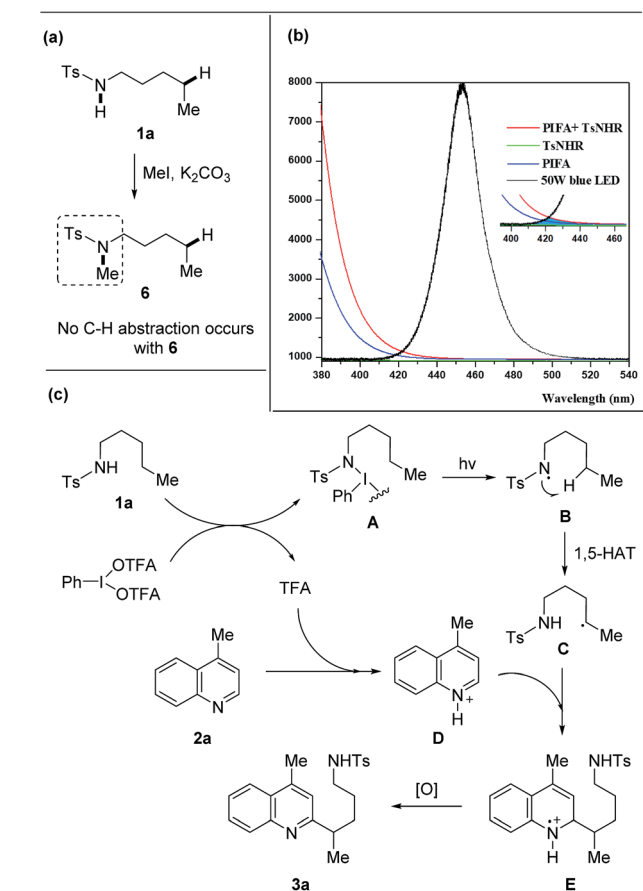 (a)
Ts
N
H
H
Me
1a
MeI, K₂CO₃
Ts
N
Me
H
Me
6
No C-H abstraction occurs
with 6
(b)
8000
7000
6000
5000
4000
3000
2000
1000
380 400 420 440 460 480 500 520 540
Wavelength (nm)
PIFA+ TsNHR
TsNHR
PIFA
50W blue LED
400 420 440 460
(c)
Ts
NH
Me
1a
Ph
I
OTFA
OTFA
Ts
N
Me
Ph
I
A
hv
Ts
N
H
Me
B
1,5-HAT
TFA
Ts
NH
Me
C
Me
N
2a
Me
N
H
+
D
Me
NHTs
N
H
+
Me
E
[O]
Me
NHTs
N
Me
3a